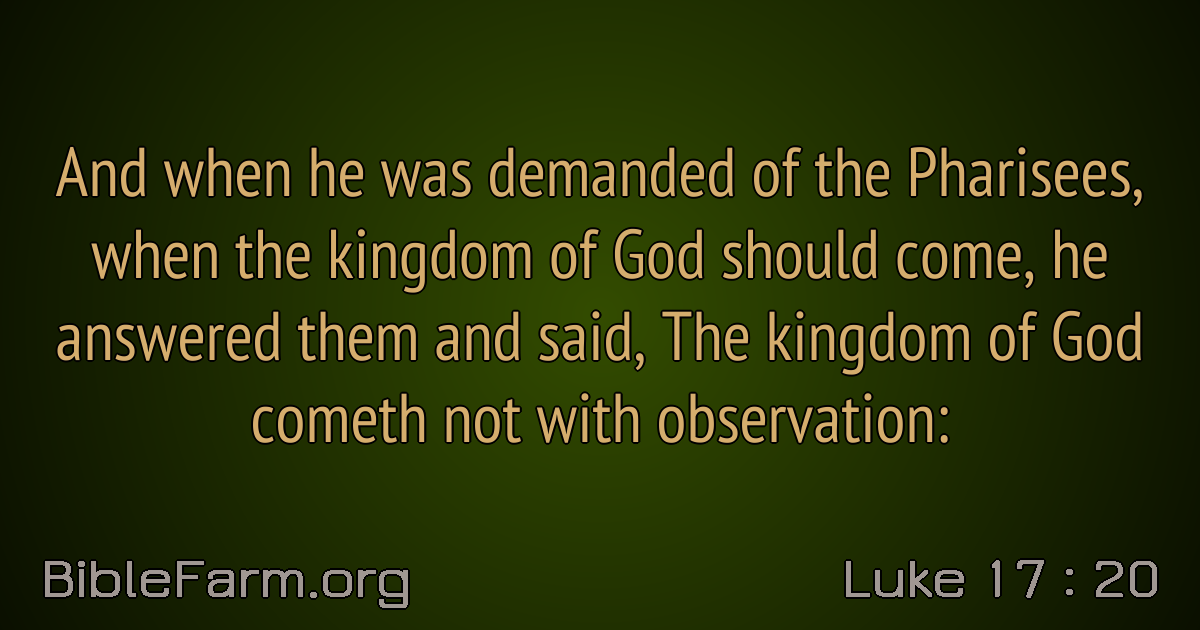 And when he was demanded of the Pharisees,
when the kingdom of God should come, he
answered them and said, The kingdom of God
cometh not with observation:
BibleFarm.org
Luke 17 : 20